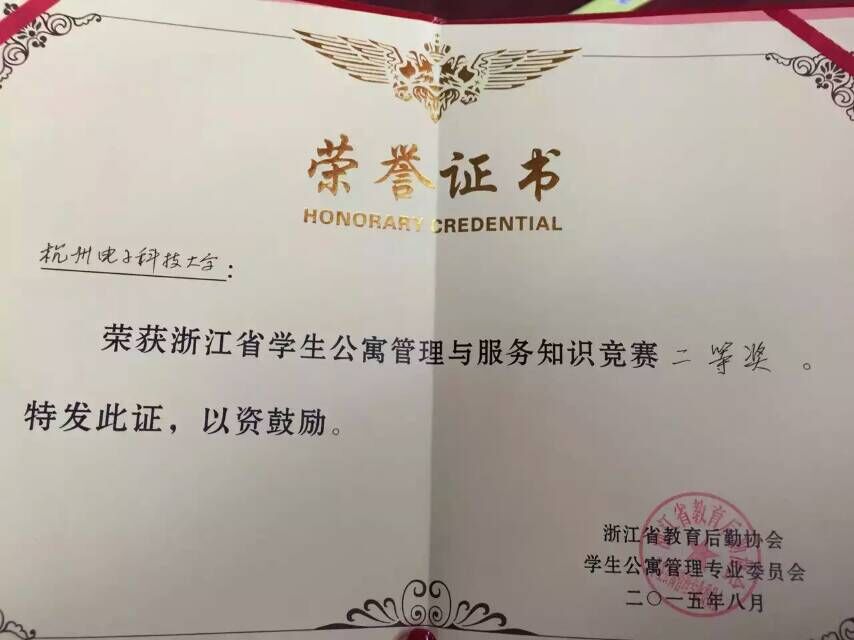 荣誉证书
HONORARY CREDENTIAL
杭州电子科技大学：
荣获浙江省学生公寓管理与服务知识竞赛二等奖。
特发此证，以资鼓励。
浙江省教育后勤协会
学生公寓管理专业委员会
二〇一五年八月